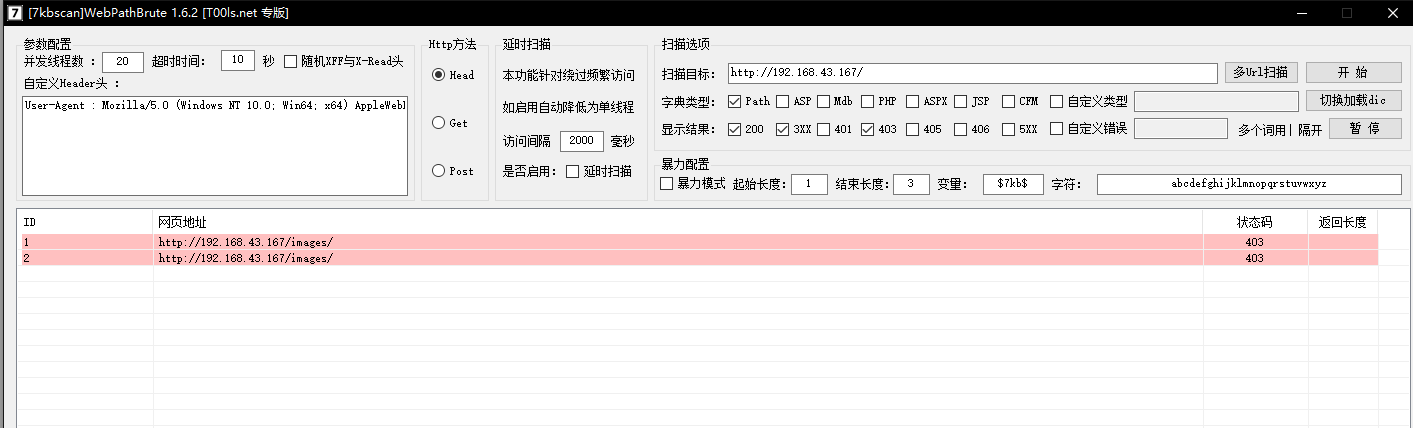 7 [7kbscan]WebPathBrute 1.6.2 [T00ls.net 专版]
参数配置
并发线程数 : 20 超时时间: 10 秒 随机XFF与X-Read头
自定义Header头 :
User-Agent : Mozilla/5.0 (Windows NT 10.0; Win64; x64) AppleWebl
Http方法
Head
Get
Post
延时扫描
本功能针对绕过频繁访问
如启用自动降低为单线程
访问间隔 2000 毫秒
是否启用: 延时扫描
扫描选项
扫描目标: http://192.168.43.167/ 多Url扫描 开 始
字典类型: Path ASP Mdb PHP ASPX JSP CFM 自定义类型 切换加载dic
显示结果: 200 3XX 401 403 405 406 5XX 自定义错误 多个词用| 隔开 暂 停
暴力配置
暴力模式 起始长度: 1 结束长度: 3 变量: $7kb$ 字符: abcdefghijklmnopqrstuvwxyz
ID 网页地址 状态码 返回长度
1 http://192.168.43.167/images/ 403
2 http://192.168.43.167/images/ 403